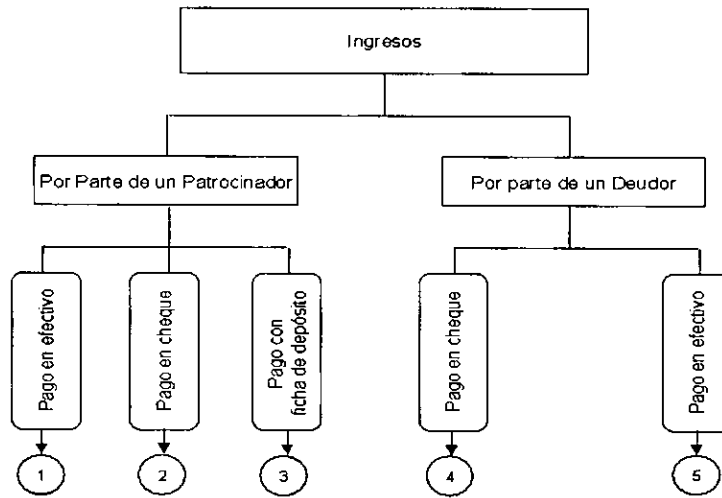 Ingresos
Por Parte de un Patrocinador
Por parte de un Deudor
Pago en efectivo
Pago en cheque
Pago con
ficha de depósito
Pago en cheque
Pago en efectivo
1
2
3
4
5